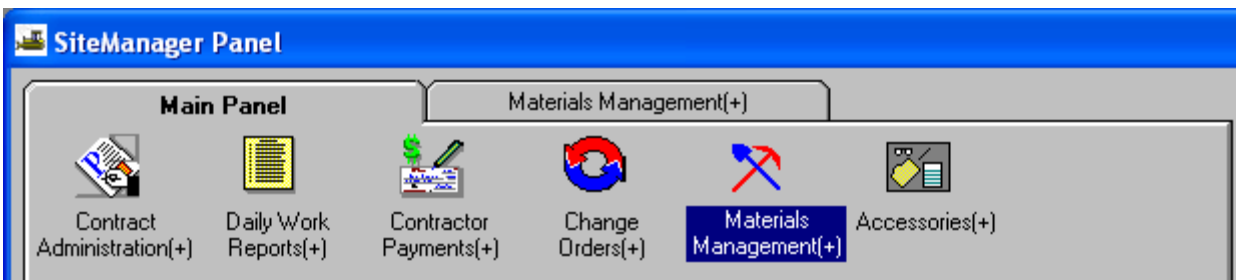 SiteManager Panel
Main Panel
Materials Management(+)
Contract
Administration(+)
Daily Work
Reports(+)
Contractor
Payments(+)
Change
Orders(+)
Materials
Management(+)
Accessories(+)